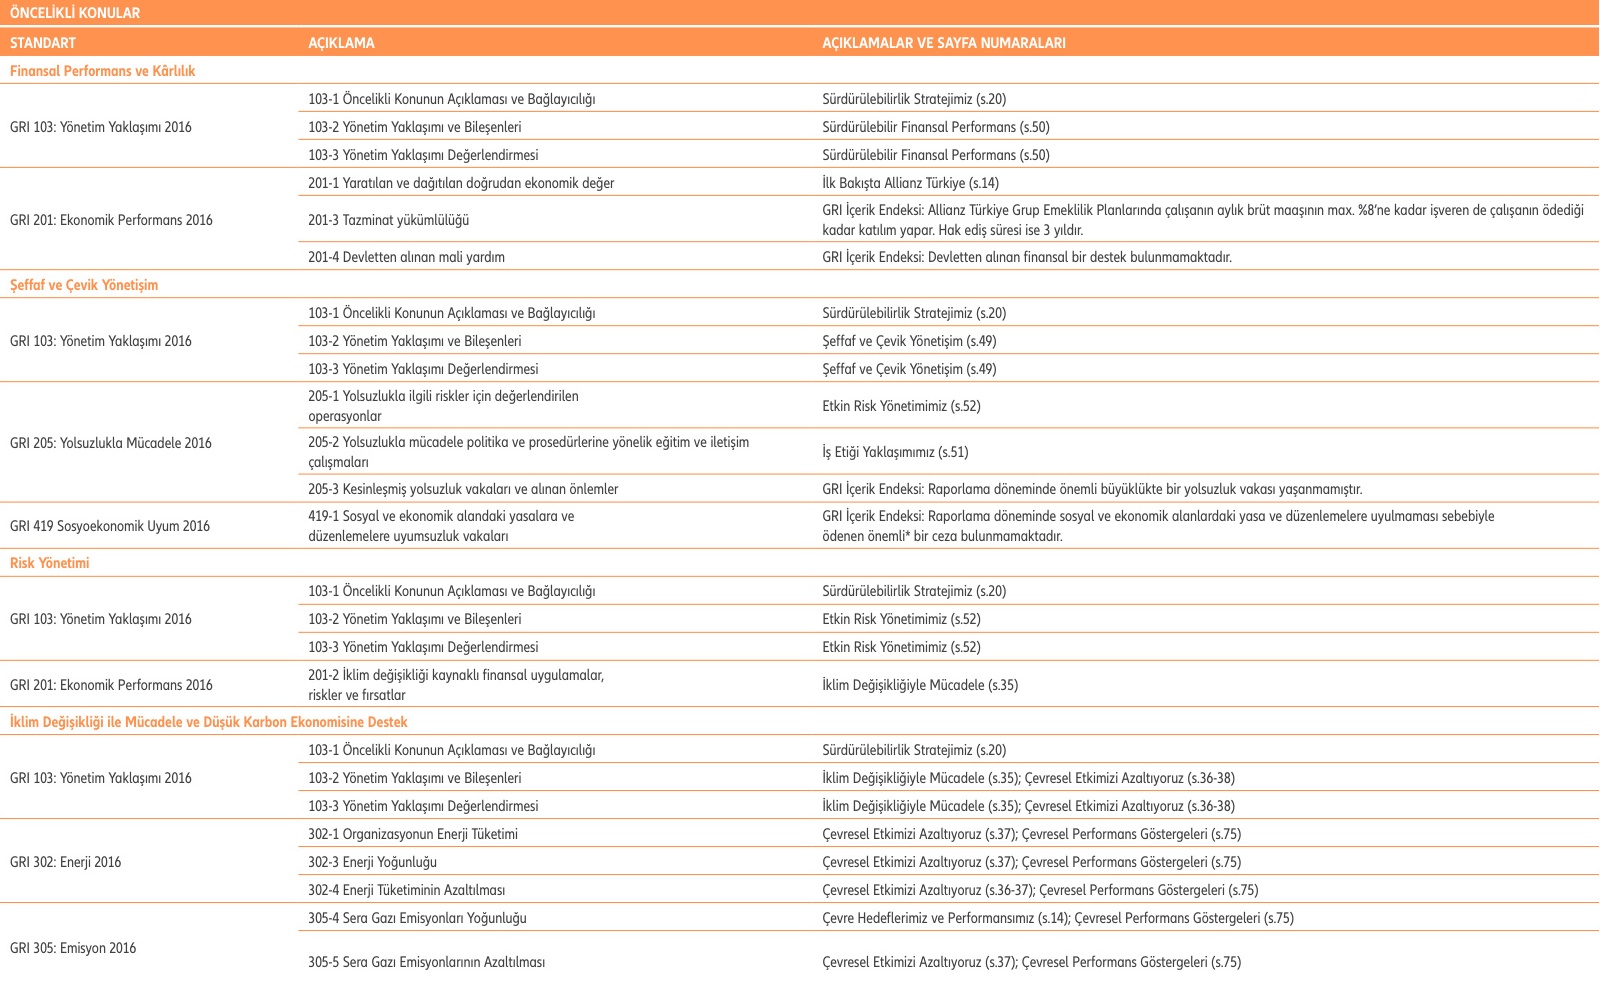 ÖNCELİKLİ KONULAR
STANDART AÇIKLAMA AÇIKLAMALAR VE SAYFA NUMARALARI
Finansal Performans ve Kârlılık
GRI 103: Yönetim Yaklaşımı 2016
103-1 Öncelikli Konunun Açıklaması ve Bağlayıcılığı Sürdürülebilirlik Stratejimiz (s.20)
103-2 Yönetim Yaklaşımı ve Bileşenleri Sürdürülebilir Finansal Performans (s.50)
103-3 Yönetim Yaklaşımı Değerlendirmesi Sürdürülebilir Finansal Performans (s.50)
GRI 201: Ekonomik Performans 2016
201-1 Yaratılan ve dağıtılan doğrudan ekonomik değer İlk Bakışta Allianz Türkiye (s.14)
201-3 Tazminat yükümlülüğü
GRI İçerik Endeksi: Allianz Türkiye Grup Emeklilik Planlarında çalışanın aylık brüt maaşının max. %8’ne kadar işveren de çalışanın ödediği
kadar katılım yapar. Hak ediş süresi ise 3 yıldır.
201-4 Devletten alınan mali yardım GRI İçerik Endeksi: Devletten alınan finansal bir destek bulunmamaktadır.
Şeffaf ve Çevik Yönetişim
GRI 103: Yönetim Yaklaşımı 2016
103-1 Öncelikli Konunun Açıklaması ve Bağlayıcılığı Sürdürülebilirlik Stratejimiz (s.20)
103-2 Yönetim Yaklaşımı ve Bileşenleri Şeffaf ve Çevik Yönetişim (s.49)
103-3 Yönetim Yaklaşımı Değerlendirmesi Şeffaf ve Çevik Yönetişim (s.49)
GRI 205: Yolsuzlukla Mücadele 2016
205-1 Yolsuzlukla ilgili riskler için değerlendirilen
operasyonlar
Etkin Risk Yönetimimiz (s.52)
205-2 Yolsuzlukla mücadele politika ve prosedürlerine yönelik eğitim ve iletişim
çalışmaları
İş Etiği Yaklaşımımız (s.51)
205-3 Kesinleşmiş yolsuzluk vakaları ve alınan önlemler GRI İçerik Endeksi: Raporlama döneminde önemli büyüklükte bir yolsuzluk vakası yaşanmamıştır.
GRI 419 Sosyoekonomik Uyum 2016
419-1 Sosyal ve ekonomik alandaki yasalara ve
düzenlemelere uyumsuzluk vakaları
GRI İçerik Endeksi: Raporlama döneminde sosyal ve ekonomik alanlardaki yasa ve düzenlemelere uyulmaması sebebiyle
ödenen önemli* bir ceza bulunmamaktadır.
Risk Yönetimi
GRI 103: Yönetim Yaklaşımı 2016
103-1 Öncelikli Konunun Açıklaması ve Bağlayıcılığı Sürdürülebilirlik Stratejimiz (s.20)
103-2 Yönetim Yaklaşımı ve Bileşenleri Etkin Risk Yönetimimiz (s.52)
103-3 Yönetim Yaklaşımı Değerlendirmesi Etkin Risk Yönetimimiz (s.52)
GRI 201: Ekonomik Performans 2016
201-2 İklim değişikliği kaynaklı finansal uygulamalar,
riskler ve fırsatlar
İklim Değişikliğiyle Mücadele (s.35)
İklim Değişikliği ile Mücadele ve Düşük Karbon Ekonomisine Destek
GRI 103: Yönetim Yaklaşımı 2016
103-1 Öncelikli Konunun Açıklaması ve Bağlayıcılığı Sürdürülebilirlik Stratejimiz (s.20)
103-2 Yönetim Yaklaşımı ve Bileşenleri İklim Değişikliğiyle Mücadele (s.35); Çevresel Etkimizi Azaltıyoruz (s.36-38)
103-3 Yönetim Yaklaşımı Değerlendirmesi İklim Değişikliğiyle Mücadele (s.35); Çevresel Etkimizi Azaltıyoruz (s.36-38)
GRI 302: Enerji 2016
302-1 Organizasyonun Enerji Tüketimi Çevresel Etkimizi Azaltıyoruz (s.37); Çevresel Performans Göstergeleri (s.75)
302-3 Enerji Yoğunluğu Çevresel Etkimizi Azaltıyoruz (s.37); Çevresel Performans Göstergeleri (s.75)
302-4 Enerji Tüketiminin Azaltılması Çevresel Etkimizi Azaltıyoruz (s.36-37); Çevresel Performans Göstergeleri (s.75)
GRI 305: Emisyon 2016
305-4 Sera Gazı Emisyonları Yoğunluğu Çevre Hedeflerimiz ve Performansımız (s.14); Çevresel Performans Göstergeleri (s.75)
305-5 Sera Gazı Emisyonlarının Azaltılması Çevresel Etkimizi Azaltıyoruz (s.37); Çevresel Performans Göstergeleri (s.75)